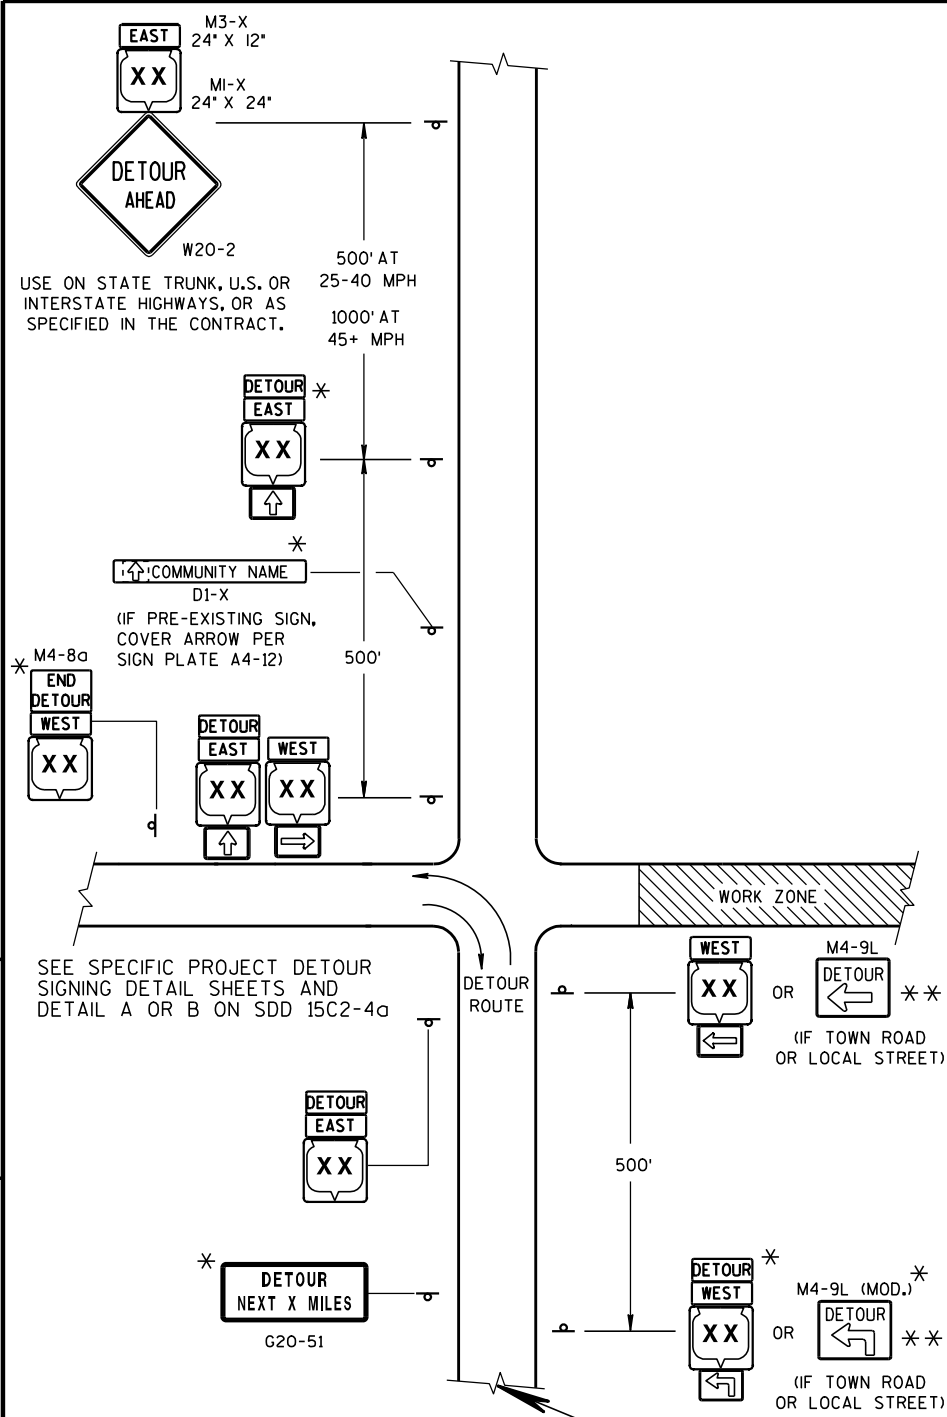 EAST
M3-X
24" X 12"
XX
M1-X
24" X 24"
DETOUR
AHEAD
W20-2
USE ON STATE TRUNK, U.S. OR
INTERSTATE HIGHWAYS, OR AS
SPECIFIED IN THE CONTRACT.
500' AT
25-40 MPH
1000' AT
45+ MPH
DETOUR *
EAST
XX
*
COMMUNITY NAME
D1-X
(IF PRE-EXISTING SIGN,
COVER ARROW PER
SIGN PLATE A4-12)
500'
* M4-8a
END
DETOUR
WEST
XX
DETOUR
EAST
XX
WEST
XX
WORK ZONE
SEE SPECIFIC PROJECT DETOUR
SIGNING DETAIL SHEETS AND
DETAIL A OR B ON SDD 15C2-4a
DETOUR
ROUTE
WEST
XX
OR
M4-9L
DETOUR
**
(IF TOWN ROAD
OR LOCAL STREET)
DETOUR
EAST
XX
500'
*
DETOUR
NEXT X MILES
G20-51
DETOUR *
WEST
XX
OR
M4-9L (MOD.) *
DETOUR
**
(IF TOWN ROAD
OR LOCAL STREET)